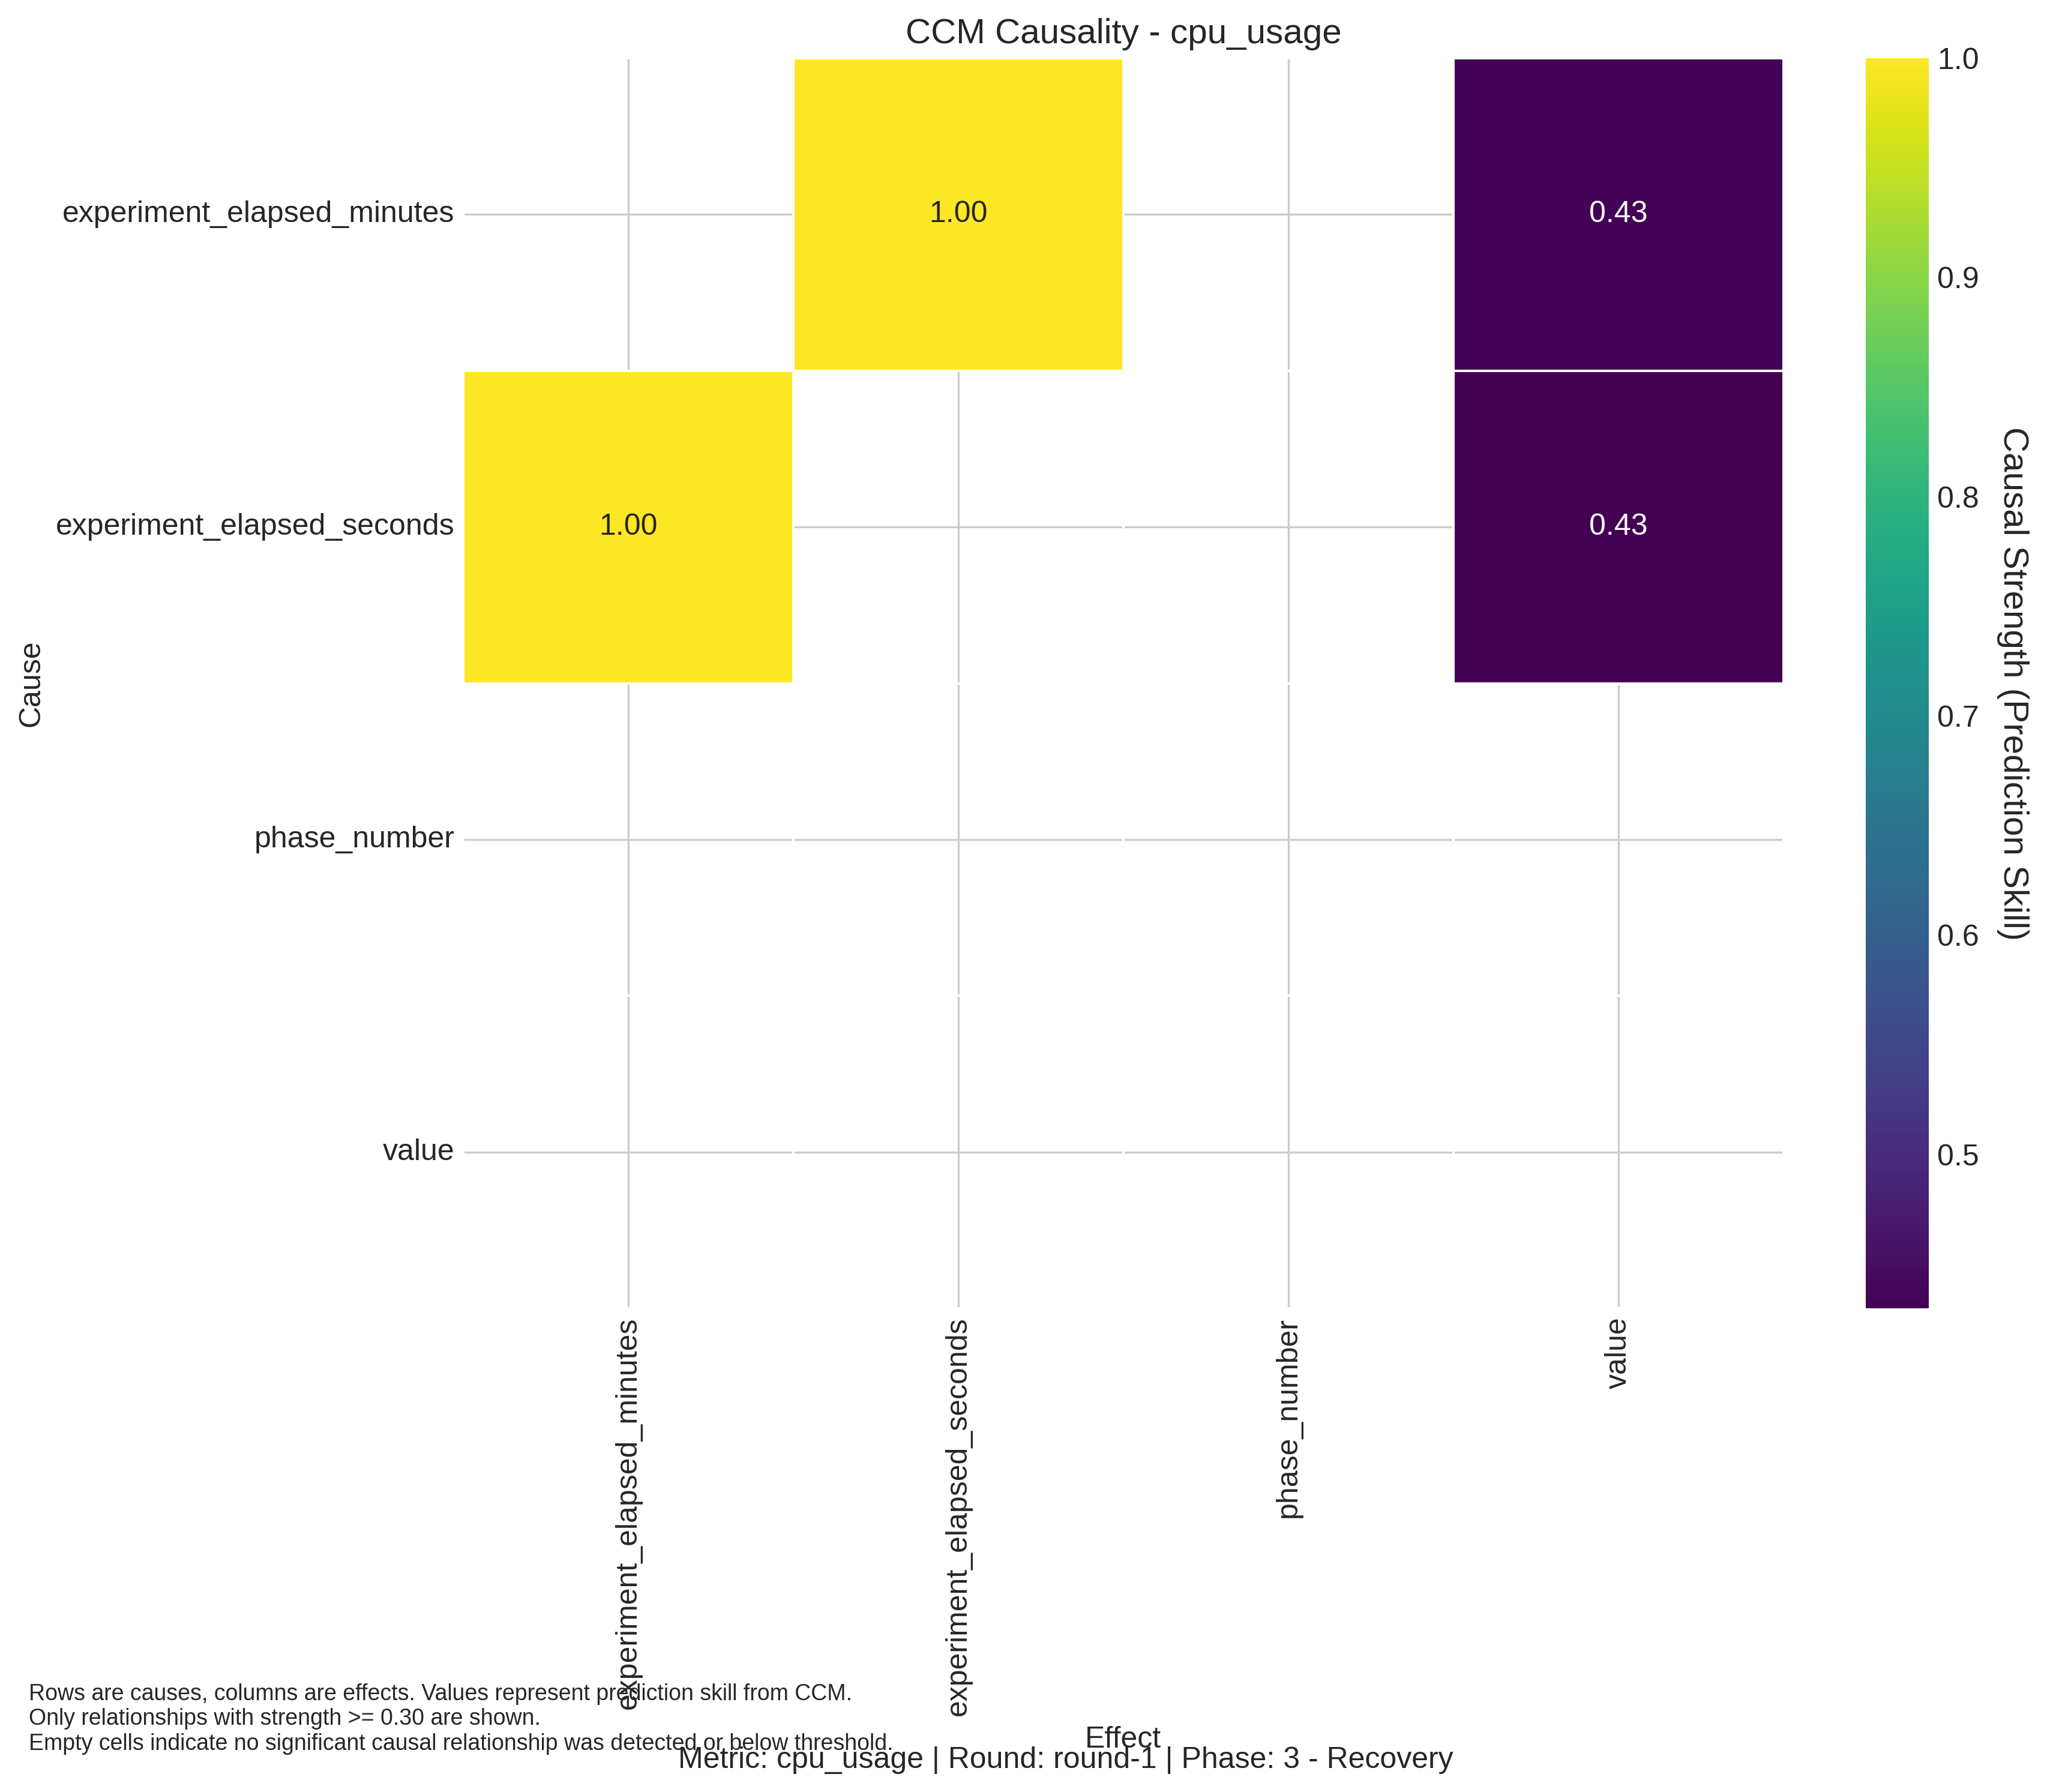 CCM Causality - cpu_usage
experiment_elapsed_minutes
experiment_elapsed_seconds
phase_number
value
Cause
1.00
0.43
1.00
0.43
1.0
0.9
0.8
0.7
0.6
0.5
Causal Strength (Prediction Skill)
experiment_elapsed_minutes
experiment_elapsed_seconds
phase_number
value
Effect
Rows are causes, columns are effects. Values represent prediction skill from CCM.
Only relationships with strength >= 0.30 are shown.
Empty cells indicate no significant causal relationship was detected or below threshold.
Metric: cpu_usage | Round: round-1 | Phase: 3 - Recovery